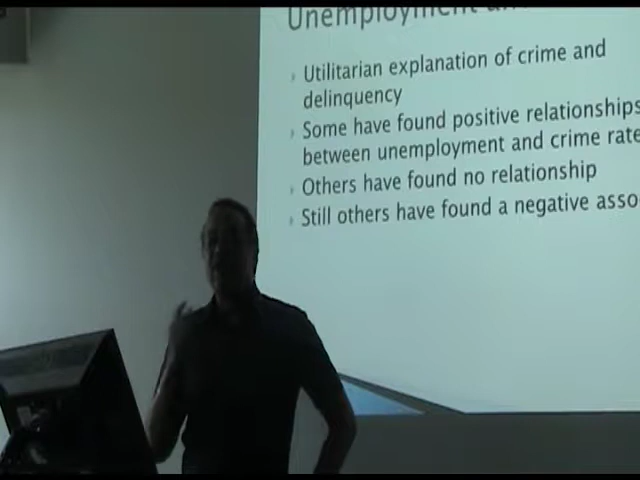 Unemployment
Utilitarian explanation of crime and
delinquency
Some have found positive relationships
between unemployment and crime rate
Others have found no relationship
Still others have found a negative asso